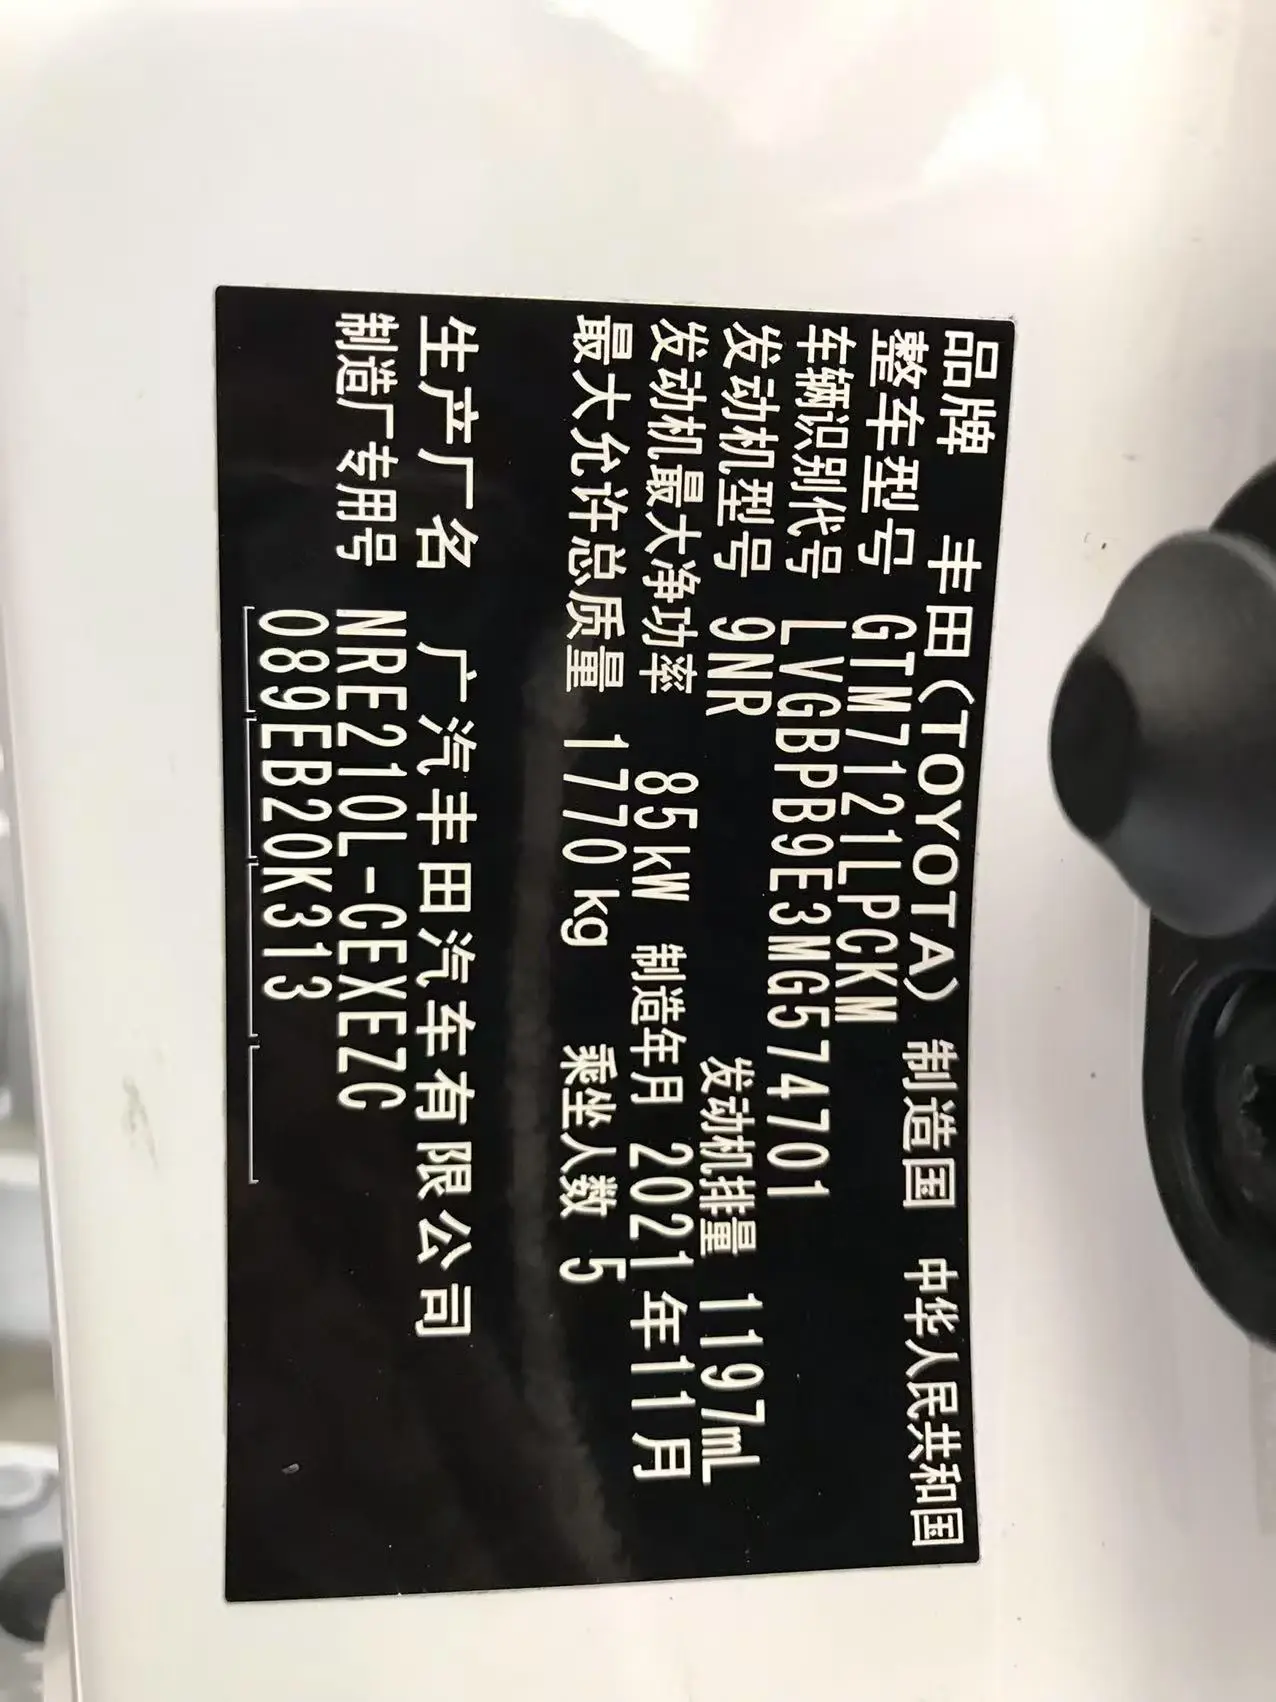 品牌 丰田(TOYOTA) 制造国 中华人民共和国
整车型号 GTM7121LPCKM
车辆识别代号 LVGBPB9E3MG574701
发动机型号 9NR 发动机排量 1197mL
发动机最大净功率 85kW 制造年月 2021年11月
最大允许总质量 1770kg 乘坐人数 5
生产厂名 广汽丰田汽车有限公司
制造厂专用号 NRE210L-CEXEZC
089EB20K313